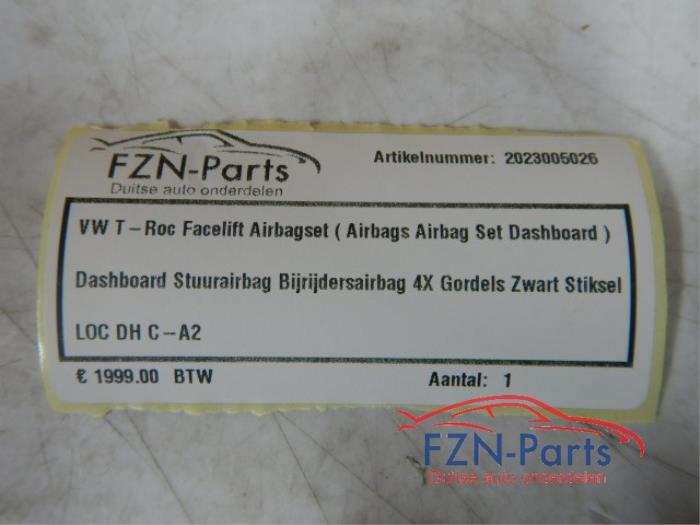 FZN-Parts
Duitse auto onderdelen
Artikelnummer: 2023005026
VW T-Roc Facelift Airbagset ( Airbags Airbag Set Dashboard )
Dashboard Stuurairbag Bijrijdersairbag 4X Gordels Zwart Stiksel
LOC DH C-A2
€ 1999.00 BTW
Aantal: 1
FZN-Parts
Duitse auto onderdelen